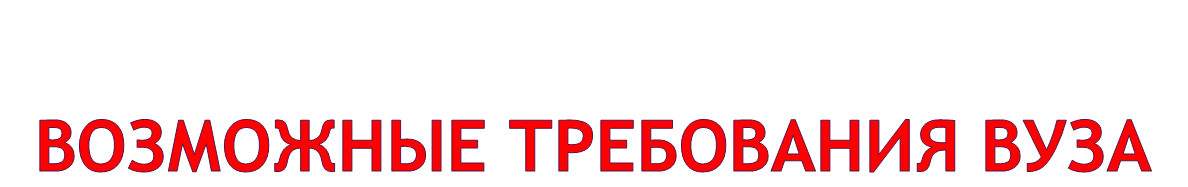 ВОЗМОЖНЫЕ ТРЕБОВАНИЯ ВУЗА